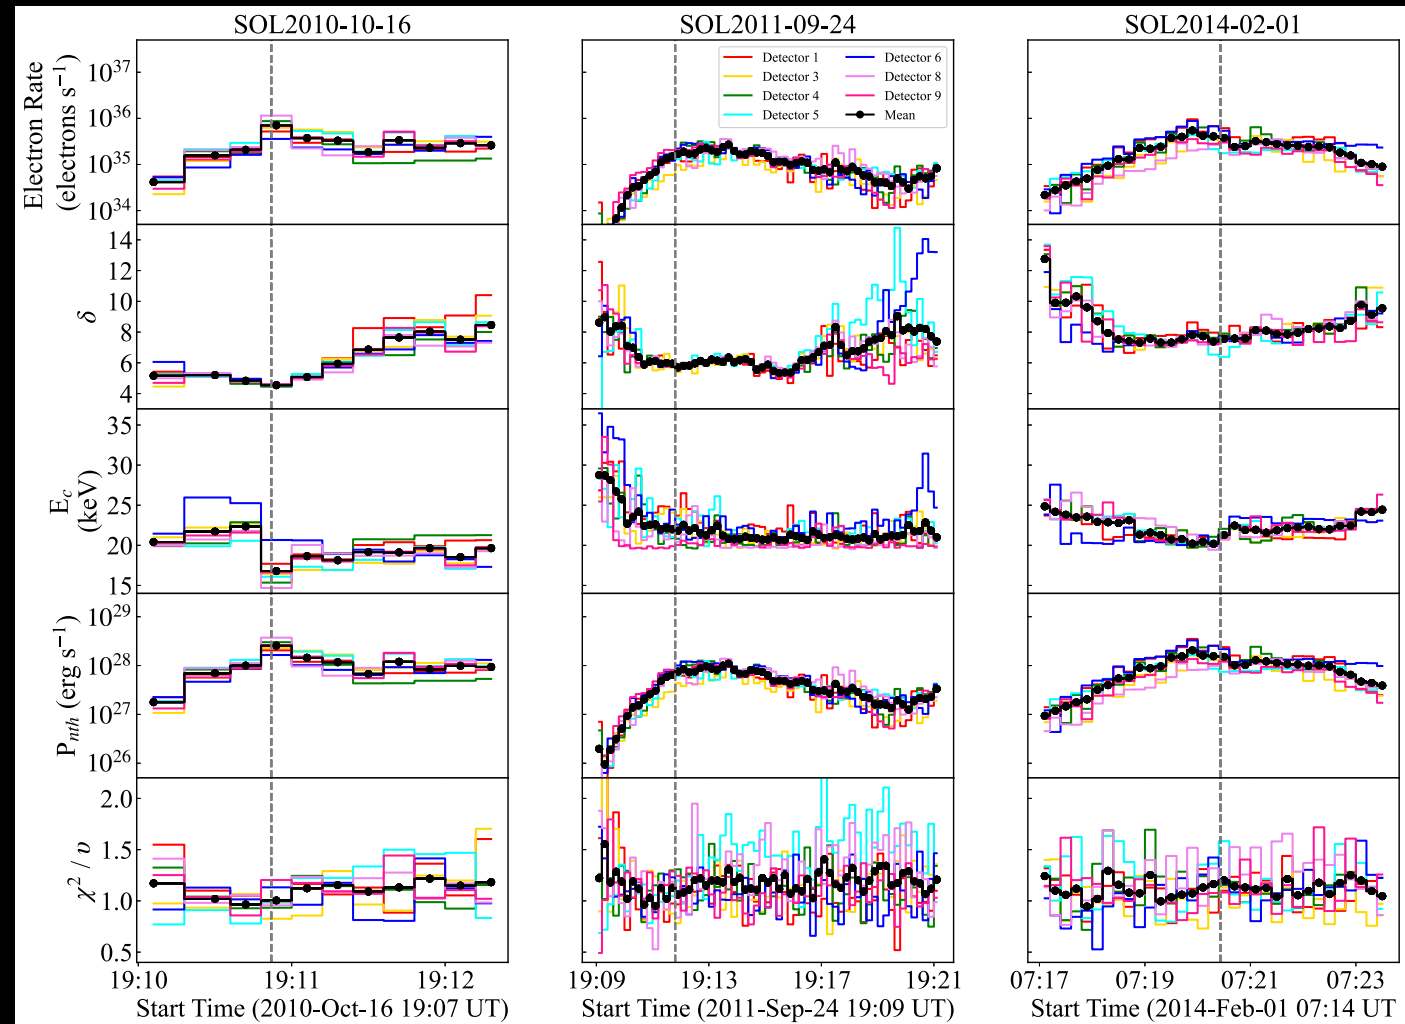 SOL2010-10-16
SOL2011-09-24
SOL2014-02-01
Electron Rate
(electrons s⁻¹)
10³⁷
10³⁶
10³⁵
10³⁴
Detector 1
Detector 3
Detector 4
Detector 5
Detector 6
Detector 8
Detector 9
Mean
δ
14
12
10
8
6
4
E_c
(keV)
35
30
25
20
15
P_nth (erg s⁻¹)
10²⁹
10²⁸
10²⁷
10²⁶
χ² / υ
2.0
1.5
1.0
0.5
19:10
19:11
19:12
19:09
19:13
19:17
19:21
07:17
07:19
07:21
07:23
Start Time (2010-Oct-16 19:07 UT)
Start Time (2011-Sep-24 19:09 UT)
Start Time (2014-Feb-01 07:14 UT